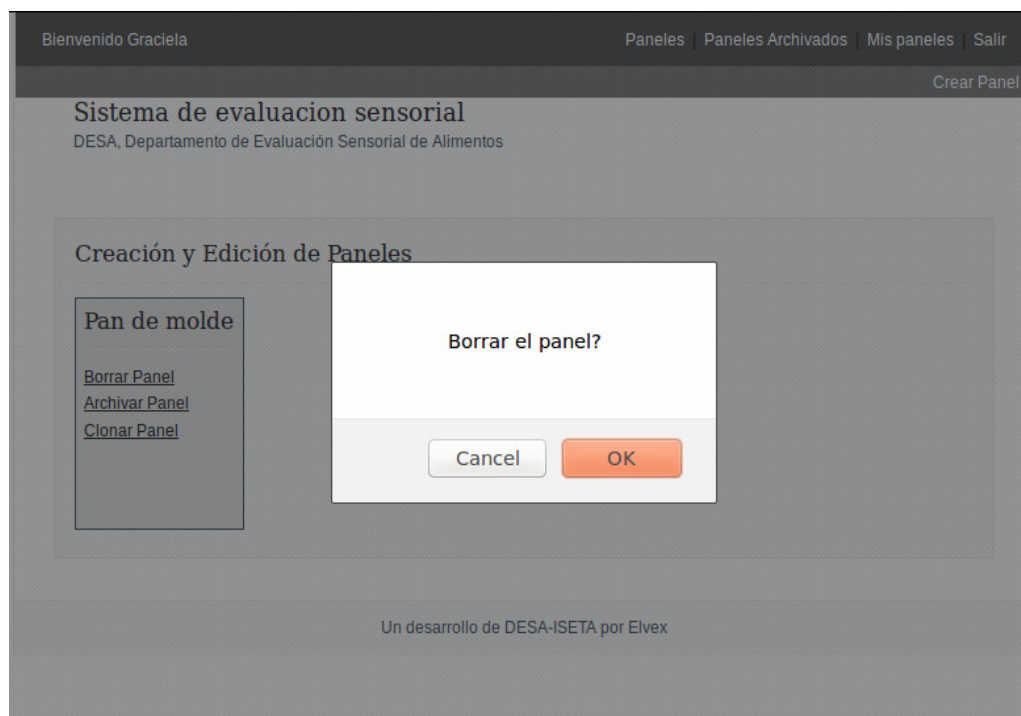 Bienvenido Graciela
Paneles | Paneles Archivados | Mis paneles | Salir
Crear Panel
Sistema de evaluacion sensorial
DESA, Departamento de Evaluación Sensorial de Alimentos
Creación y Edición de Paneles
Pan de molde
Borrar Panel
Archivar Panel
Clonar Panel
Borrar el panel?
Cancel
OK
Un desarrollo de DESA-ISETA por Elvex